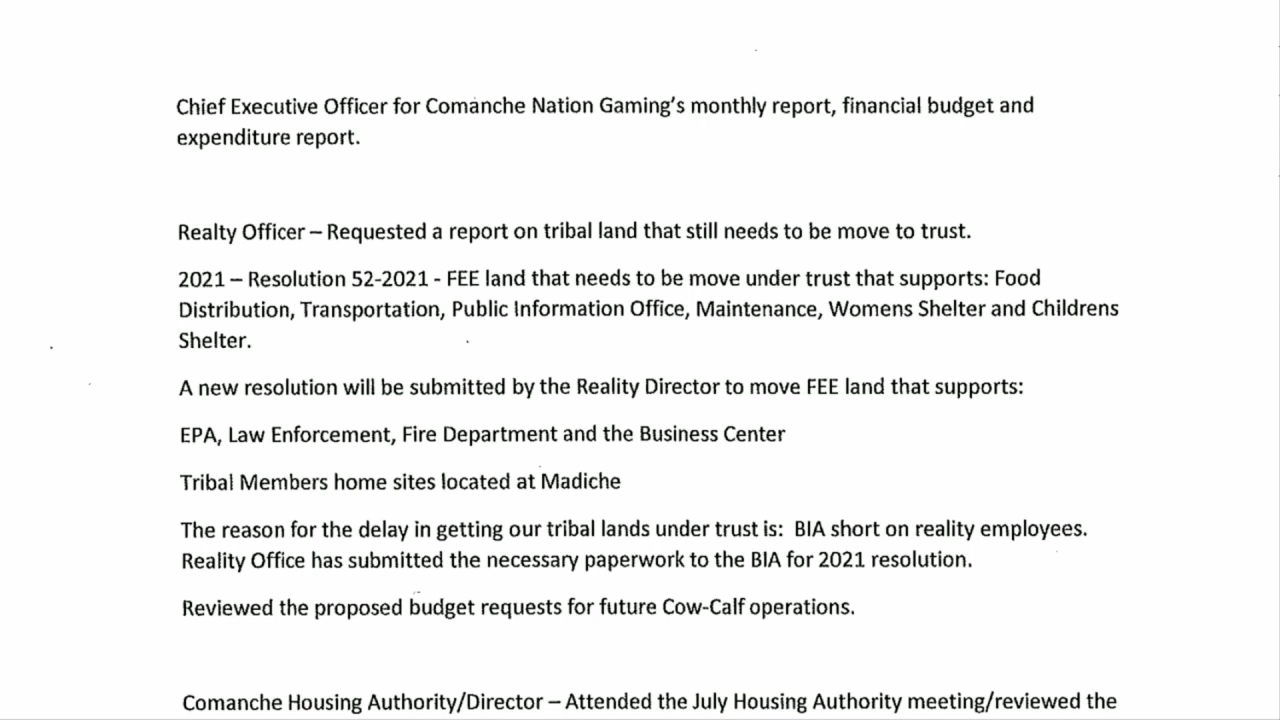 Chief Executive Officer for Comanche Nation Gaming's monthly report, financial budget and
expenditure report.
Realty Officer – Requested a report on tribal land that still needs to be move to trust.
2021 – Resolution 52-2021 - FEE land that needs to be move under trust that supports: Food
Distribution, Transportation, Public Information Office, Maintenance, Womens Shelter and Childrens
Shelter.
A new resolution will be submitted by the Reality Director to move FEE land that supports:
EPA, Law Enforcement, Fire Department and the Business Center
Tribal Members home sites located at Madiche
The reason for the delay in getting our tribal lands under trust is:  BIA short on reality employees.
Reality Office has submitted the necessary paperwork to the BIA for 2021 resolution.
Reviewed the proposed budget requests for future Cow-Calf operations.
Comanche Housing Authority/Director – Attended the July Housing Authority meeting/reviewed the